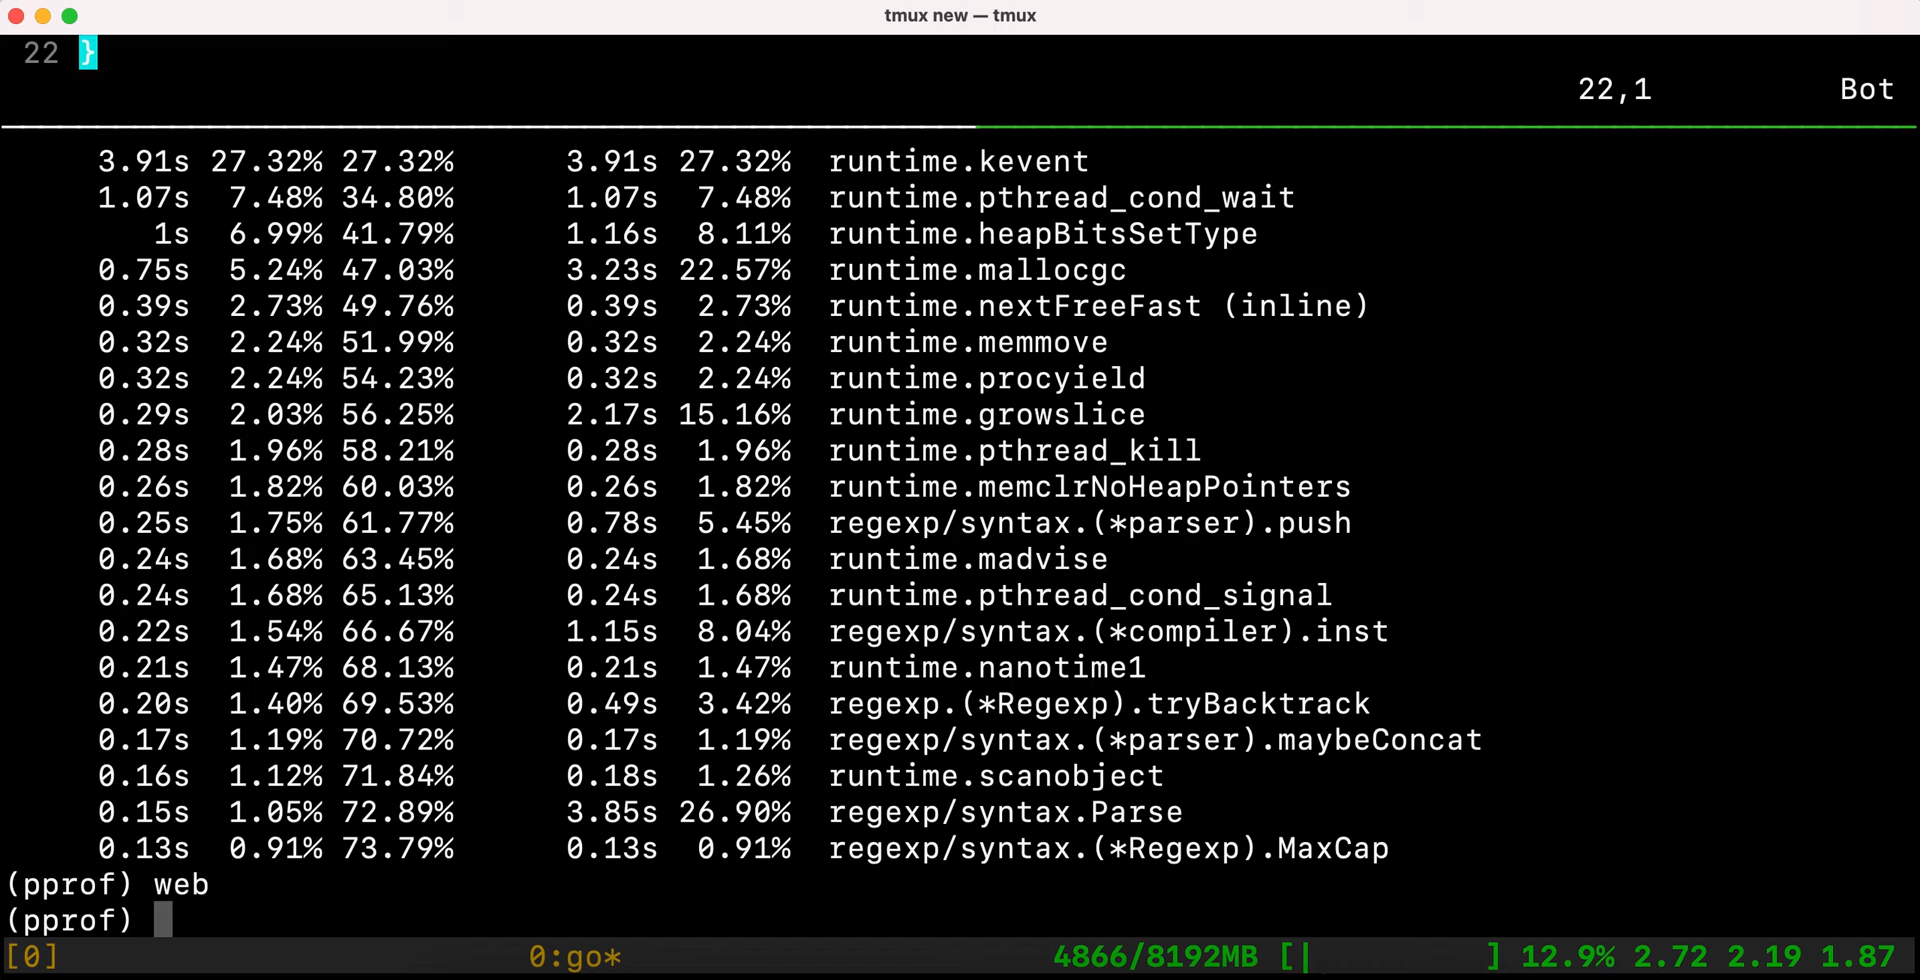 tmux new — tmux
22 }
22,1 Bot
3.91s 27.32% 27.32% 3.91s 27.32% runtime.kevent
1.07s 7.48% 34.80% 1.07s 7.48% runtime.pthread_cond_wait
1s 6.99% 41.79% 1.16s 8.11% runtime.heapBitsSetType
0.75s 5.24% 47.03% 3.23s 22.57% runtime.mallocgc
0.39s 2.73% 49.76% 0.39s 2.73% runtime.nextFreeFast (inline)
0.32s 2.24% 51.99% 0.32s 2.24% runtime.memmove
0.32s 2.24% 54.23% 0.32s 2.24% runtime.procyield
0.29s 2.03% 56.25% 2.17s 15.16% runtime.growslice
0.28s 1.96% 58.21% 0.28s 1.96% runtime.pthread_kill
0.26s 1.82% 60.03% 0.26s 1.82% runtime.memclrNoHeapPointers
0.25s 1.75% 61.77% 0.78s 5.45% regexp/syntax.(*parser).push
0.24s 1.68% 63.45% 0.24s 1.68% runtime.madvise
0.24s 1.68% 65.13% 0.24s 1.68% runtime.pthread_cond_signal
0.22s 1.54% 66.67% 1.15s 8.04% regexp/syntax.(*compiler).inst
0.21s 1.47% 68.13% 0.21s 1.47% runtime.nanotime1
0.20s 1.40% 69.53% 0.49s 3.42% regexp.(*Regexp).tryBacktrack
0.17s 1.19% 70.72% 0.17s 1.19% regexp/syntax.(*parser).maybeConcat
0.16s 1.12% 71.84% 0.18s 1.26% runtime.scanobject
0.15s 1.05% 72.89% 3.85s 26.90% regexp/syntax.Parse
0.13s 0.91% 73.79% 0.13s 0.91% regexp/syntax.(*Regexp).MaxCap
(pprof) web
(pprof)
[0] 0:go* 4866/8192MB [| ] 12.9% 2.72 2.19 1.87